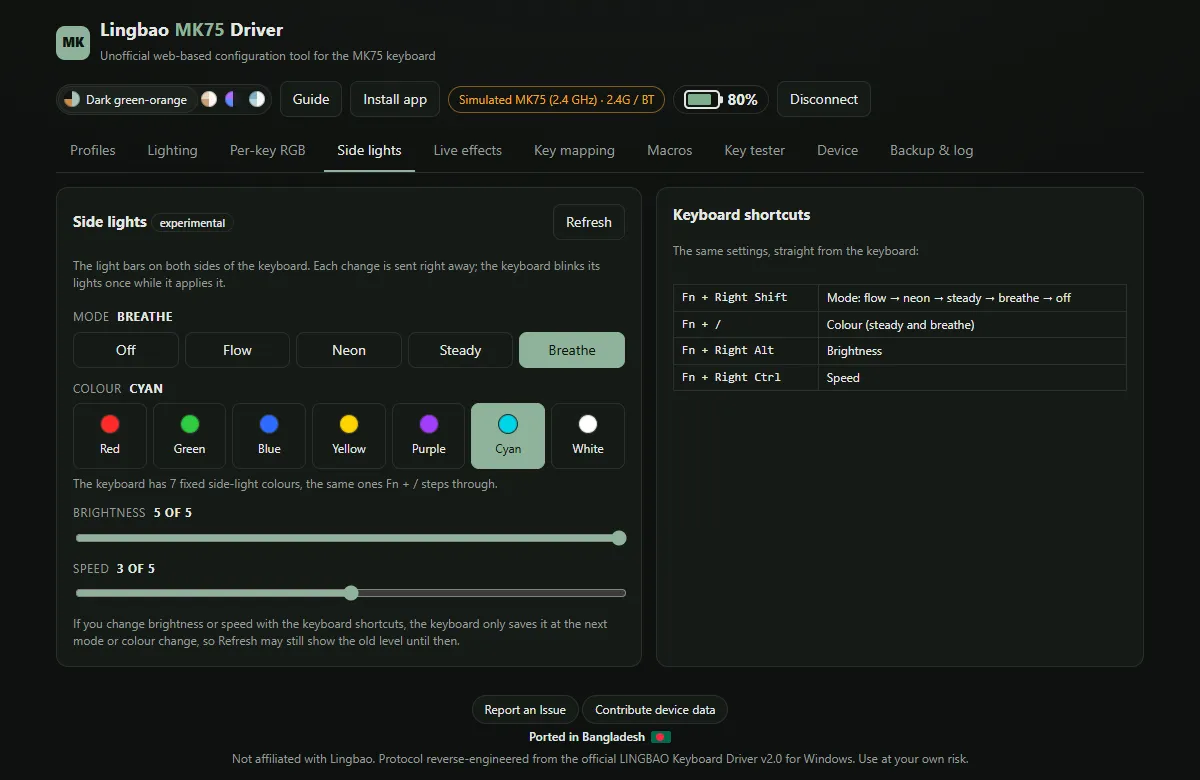 MK
Lingbao MK75 Driver
Unofficial web-based configuration tool for the MK75 keyboard
Dark green-orange
Guide
Install app
Simulated MK75 (2.4 GHz) · 2.4G / BT
80%
Disconnect
Profiles
Lighting
Per-key RGB
Side lights
Live effects
Key mapping
Macros
Key tester
Device
Backup & log
Side lights
experimental
Refresh
The light bars on both sides of the keyboard. Each change is sent right away; the keyboard blinks its
lights once while it applies it.
MODE BREATHE
Off
Flow
Neon
Steady
Breathe
COLOUR CYAN
Red
Green
Blue
Yellow
Purple
Cyan
White
The keyboard has 7 fixed side-light colours, the same ones Fn + / steps through.
BRIGHTNESS 5 OF 5
SPEED 3 OF 5
If you change brightness or speed with the keyboard shortcuts, the keyboard only saves it at the next
mode or colour change, so Refresh may still show the old level until then.
Keyboard shortcuts
The same settings, straight from the keyboard:
Fn + Right Shift
Mode: flow → neon → steady → breathe → off
Fn + /
Colour (steady and breathe)
Fn + Right Alt
Brightness
Fn + Right Ctrl
Speed
Report an Issue
Contribute device data
Ported in Bangladesh
Not affiliated with Lingbao. Protocol reverse-engineered from the official LINGBAO Keyboard Driver v2.0 for Windows. Use at your own risk.